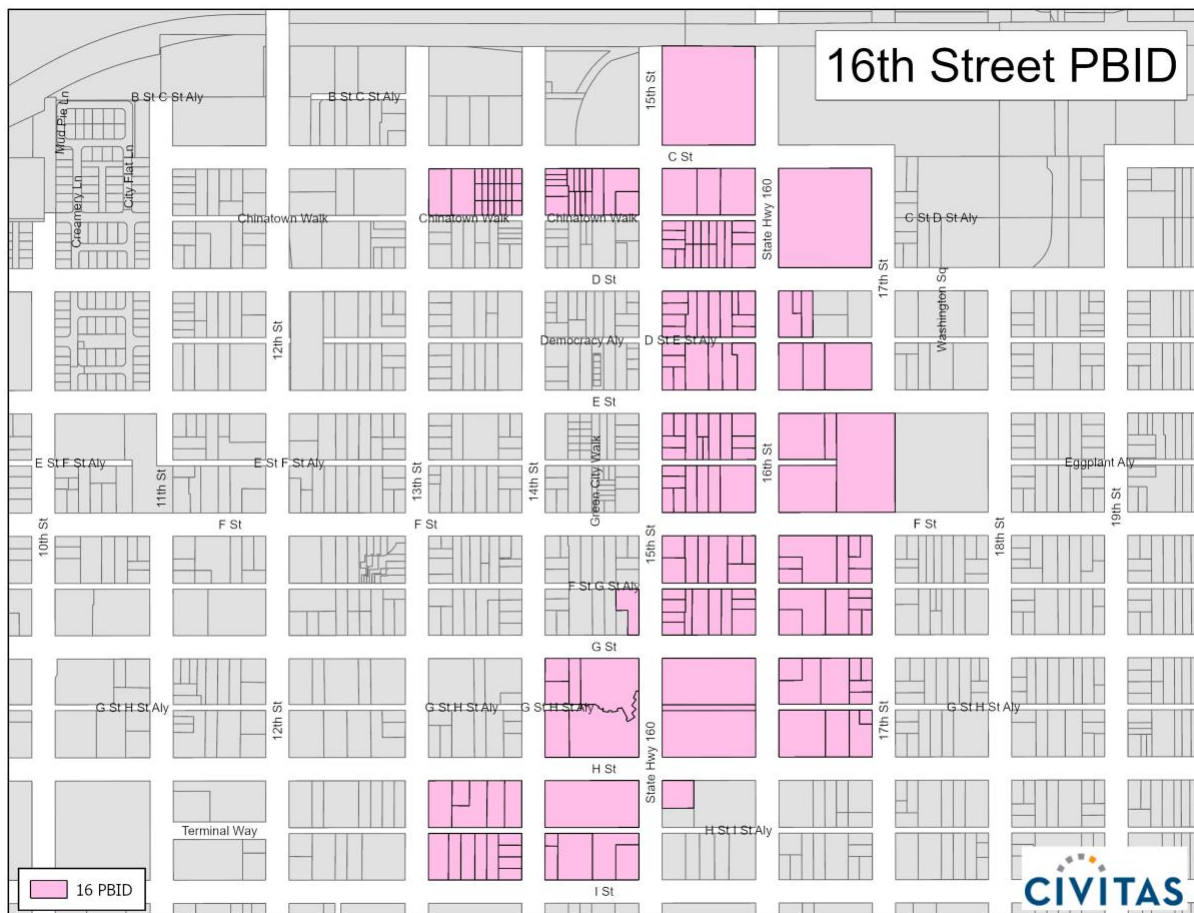 16th Street PBID
B St C St Aly
B St C St Aly
15th St
Mud Pie Ln
City Flat Ln
Creamery Ln
C St
Chinatown Walk
Chinatown Walk
Chinatown Walk
State Hwy 160
C St D St Aly
D St
17th St
Washington Sq
12th St
Democracy Aly
D St E St Aly
E St
E St F St Aly
11th St
E St F St Aly
13th St
14th St
Green City Walk
16th St
Eggplant Aly
19th St
10th St
F St
F St
15th St
F St
18th St
F St G St Aly
G St
G St H St Aly
12th St
G St H St Aly
G St H St Aly
State Hwy 160
17th St
G St H St Aly
H St
Terminal Way
H St I St Aly
16 PBID
I St
CIVITAS